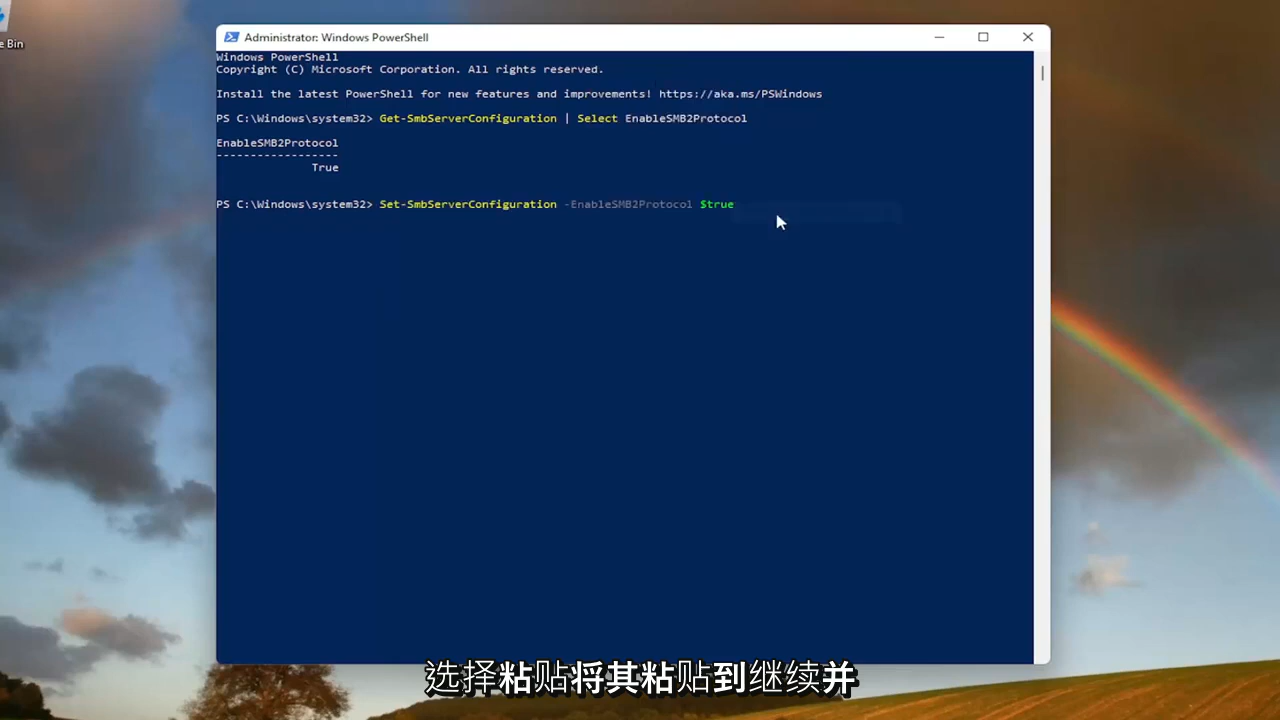 e Bin
Administrator: Windows PowerShell
Windows PowerShell
Copyright (C) Microsoft Corporation. All rights reserved.
Install the latest PowerShell for new features and improvements! https://aka.ms/PSWindows
PS C:\Windows\system32> Get-SmbServerConfiguration | Select EnableSMB2Protocol
EnableSMB2Protocol
------------------
True
PS C:\Windows\system32> Set-SmbServerConfiguration -EnableSMB2Protocol $true
选择粘贴将其粘贴到继续并